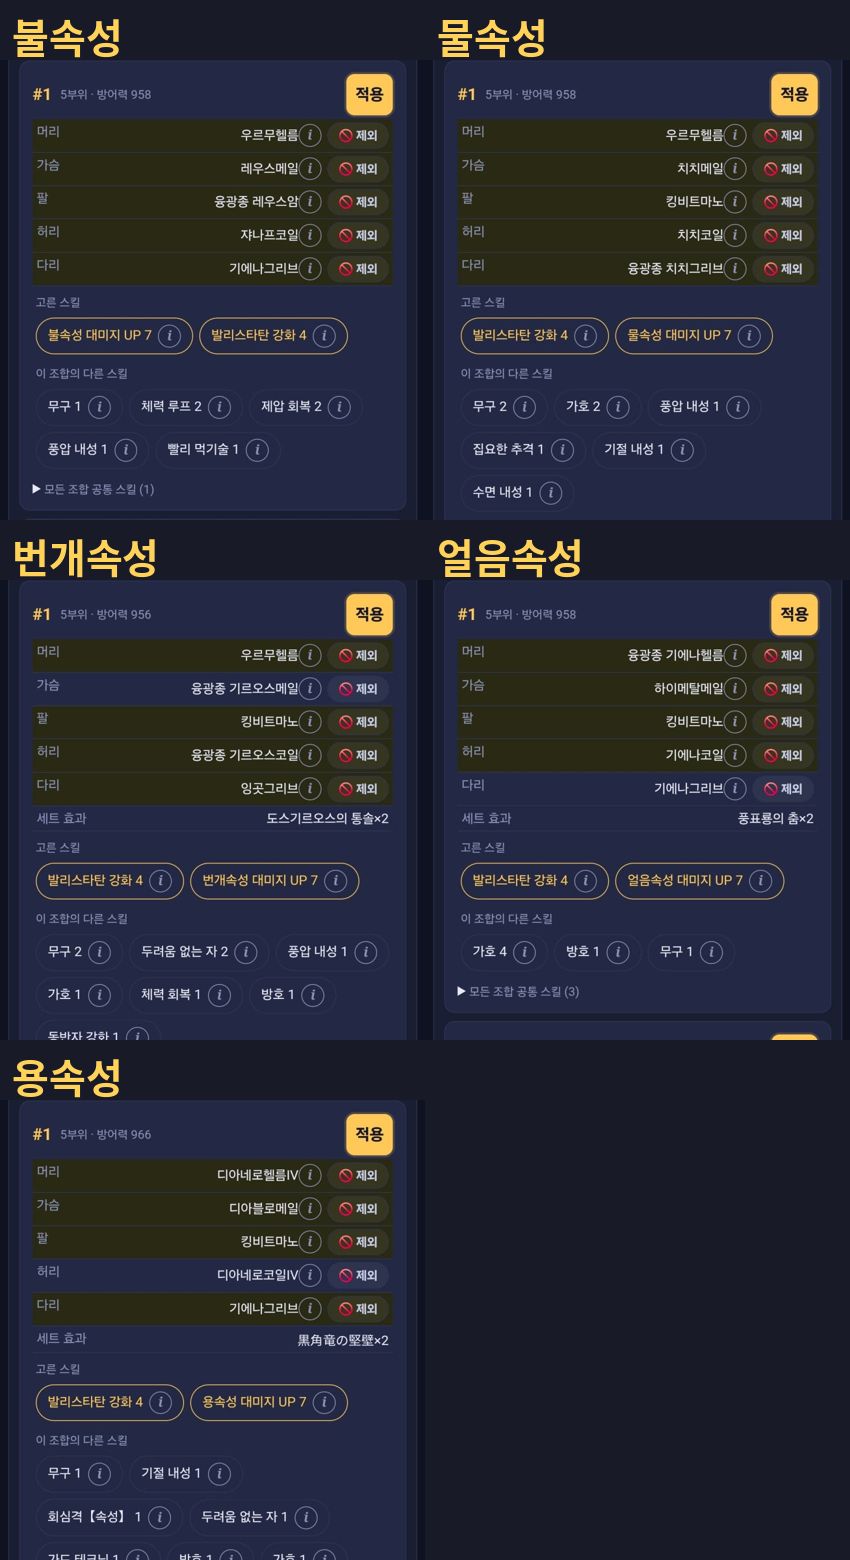 불속성
#1 5부위 · 방어력 958 적용
머리 우르무헬름 i 🚫 제외
가슴 레우스메일 i 🚫 제외
팔 융광종 레우스암 i 🚫 제외
허리 쟈나프코일 i 🚫 제외
다리 기에나그리브 i 🚫 제외
고른 스킬
불속성 대미지 UP 7 i 발리스타탄 강화 4 i
이 조합의 다른 스킬
무구 1 i 체력 루프 2 i 제압 회복 2 i
풍압 내성 1 i 빨리 먹기술 1 i
▶ 모든 조합 공통 스킬 (1)
물속성
#1 5부위 · 방어력 958 적용
머리 우르무헬름 i 🚫 제외
가슴 치치메일 i 🚫 제외
팔 킹비트마노 i 🚫 제외
허리 치치코일 i 🚫 제외
다리 융광종 치치그리브 i 🚫 제외
고른 스킬
발리스타탄 강화 4 i 물속성 대미지 UP 7 i
이 조합의 다른 스킬
무구 2 i 가호 2 i 풍압 내성 1 i
집요한 추격 1 i 기절 내성 1 i
수면 내성 1 i
번개속성
#1 5부위 · 방어력 956 적용
머리 우르무헬름 i 🚫 제외
가슴 융광종 기르오스메일 i 🚫 제외
팔 킹비트마노 i 🚫 제외
허리 융광종 기르오스코일 i 🚫 제외
다리 잉곳그리브 i 🚫 제외
세트 효과 도스기르오스의 통솔×2
고른 스킬
발리스타탄 강화 4 i 번개속성 대미지 UP 7 i
이 조합의 다른 스킬
무구 2 i 두려움 없는 자 2 i 풍압 내성 1 i
가호 1 i 체력 회복 1 i 방호 1 i
동반자 강화 1 i
얼음속성
#1 5부위 · 방어력 958 적용
머리 융광종 기에나헬름 i 🚫 제외
가슴 하이메탈메일 i 🚫 제외
팔 킹비트마노 i 🚫 제외
허리 기에나코일 i 🚫 제외
다리 기에나그리브 i 🚫 제외
세트 효과 풍표룡의 춤×2
고른 스킬
발리스타탄 강화 4 i 얼음속성 대미지 UP 7 i
이 조합의 다른 스킬
가호 4 i 방호 1 i 무구 1 i
▶ 모든 조합 공통 스킬 (3)
용속성
#1 5부위 · 방어력 966 적용
머리 디아네로헬름IV i 🚫 제외
가슴 디아블로메일 i 🚫 제외
팔 킹비트마노 i 🚫 제외
허리 디아네로코일IV i 🚫 제외
다리 기에나그리브 i 🚫 제외
세트 효과 黒角竜の堅壁×2
고른 스킬
발리스타탄 강화 4 i 용속성 대미지 UP 7 i
이 조합의 다른 스킬
무구 1 i 기절 내성 1 i
회심격【속성】 1 i 두려움 없는 자 1 i
가드 테크닉 1 i 방호 1 i 가호 1 i